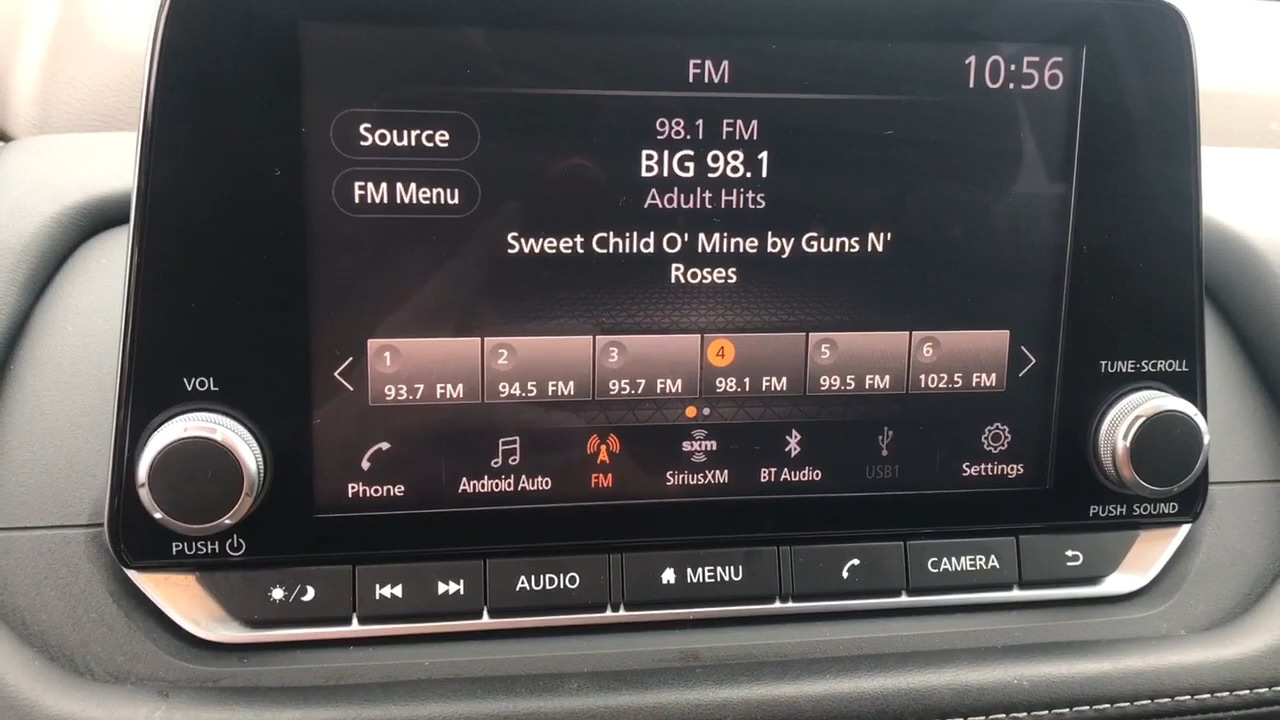 FM
10:56
Source
98.1 FM
BIG 98.1
FM Menu
Adult Hits
Sweet Child O' Mine by Guns N'
Roses
1
93.7 FM
2
94.5 FM
3
95.7 FM
4
98.1 FM
5
99.5 FM
6
102.5 FM
VOL
TUNE·SCROLL
Phone
Android Auto
FM
sxm
SiriusXM
BT Audio
USB1
Settings
PUSH
PUSH SOUND
AUDIO
MENU
CAMERA